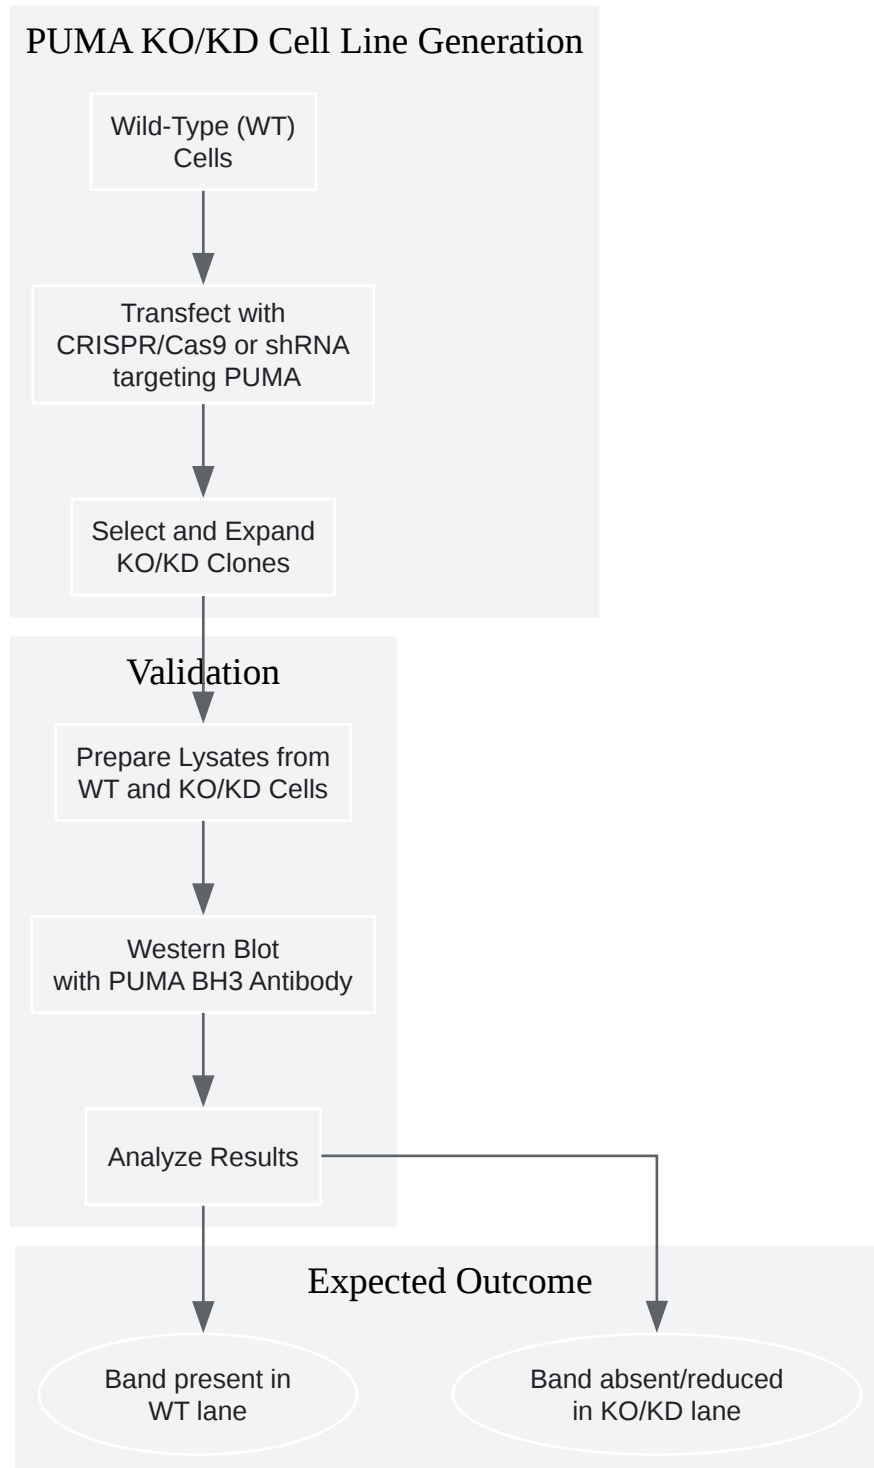 PUMA KO/KD Cell Line Generation
Wild-Type (WT)
Cells
Transfect with
CRISPR/Cas9 or shRNA
targeting PUMA
Select and Expand
KO/KD Clones
Validation
Prepare Lysates from
WT and KO/KD Cells
Western Blot
with PUMA BH3 Antibody
Analyze Results
Expected Outcome
Band present in
WT lane
Band absent/reduced
in KO/KD lane